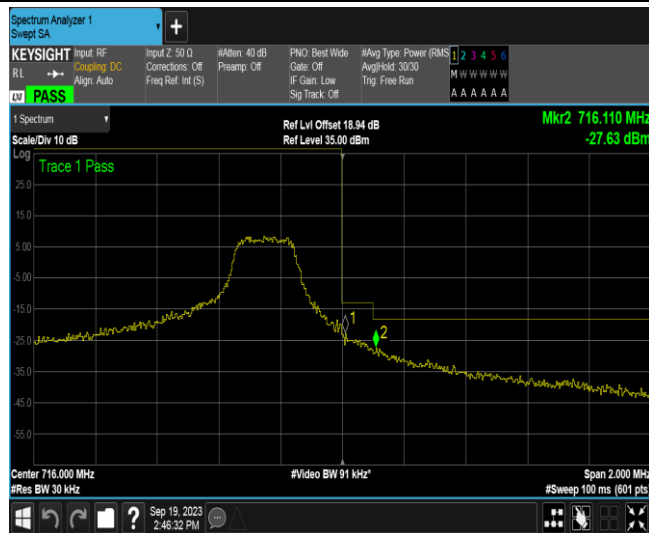 Spectrum Analyzer 1
Swept SA
+
KEYSIGHT
RL
LXI PASS
Input: RF
Coupling: DC
Align: Auto
Input Z: 50 Ω
Corrections: Off
Freq Ref: Int (S)
#Atten: 40 dB
Preamp: Off
PNO: Best Wide
Gate: Off
IF Gain: Low
Sig Track: Off
#Avg Type: Power (RMS
Avg|Hold: 30/30
Trig: Free Run
1 2 3 4 5 6
M W W W W W
A A A A A A
1 Spectrum
Scale/Div 10 dB
Ref Lvl Offset 18.94 dB
Ref Level 35.00 dBm
Mkr2 716.110 MHz
-27.63 dBm
Log
Trace 1 Pass
25.0
15.0
5.00
-5.00
-15.0
-25.0
-35.0
-45.0
-55.0
1
2
Center 716.000 MHz
#Res BW 30 kHz
#Video BW 91 kHz*
Span 2.000 MHz
#Sweep 100 ms (601 pts)
?
Sep 19, 2023
2:46:32 PM